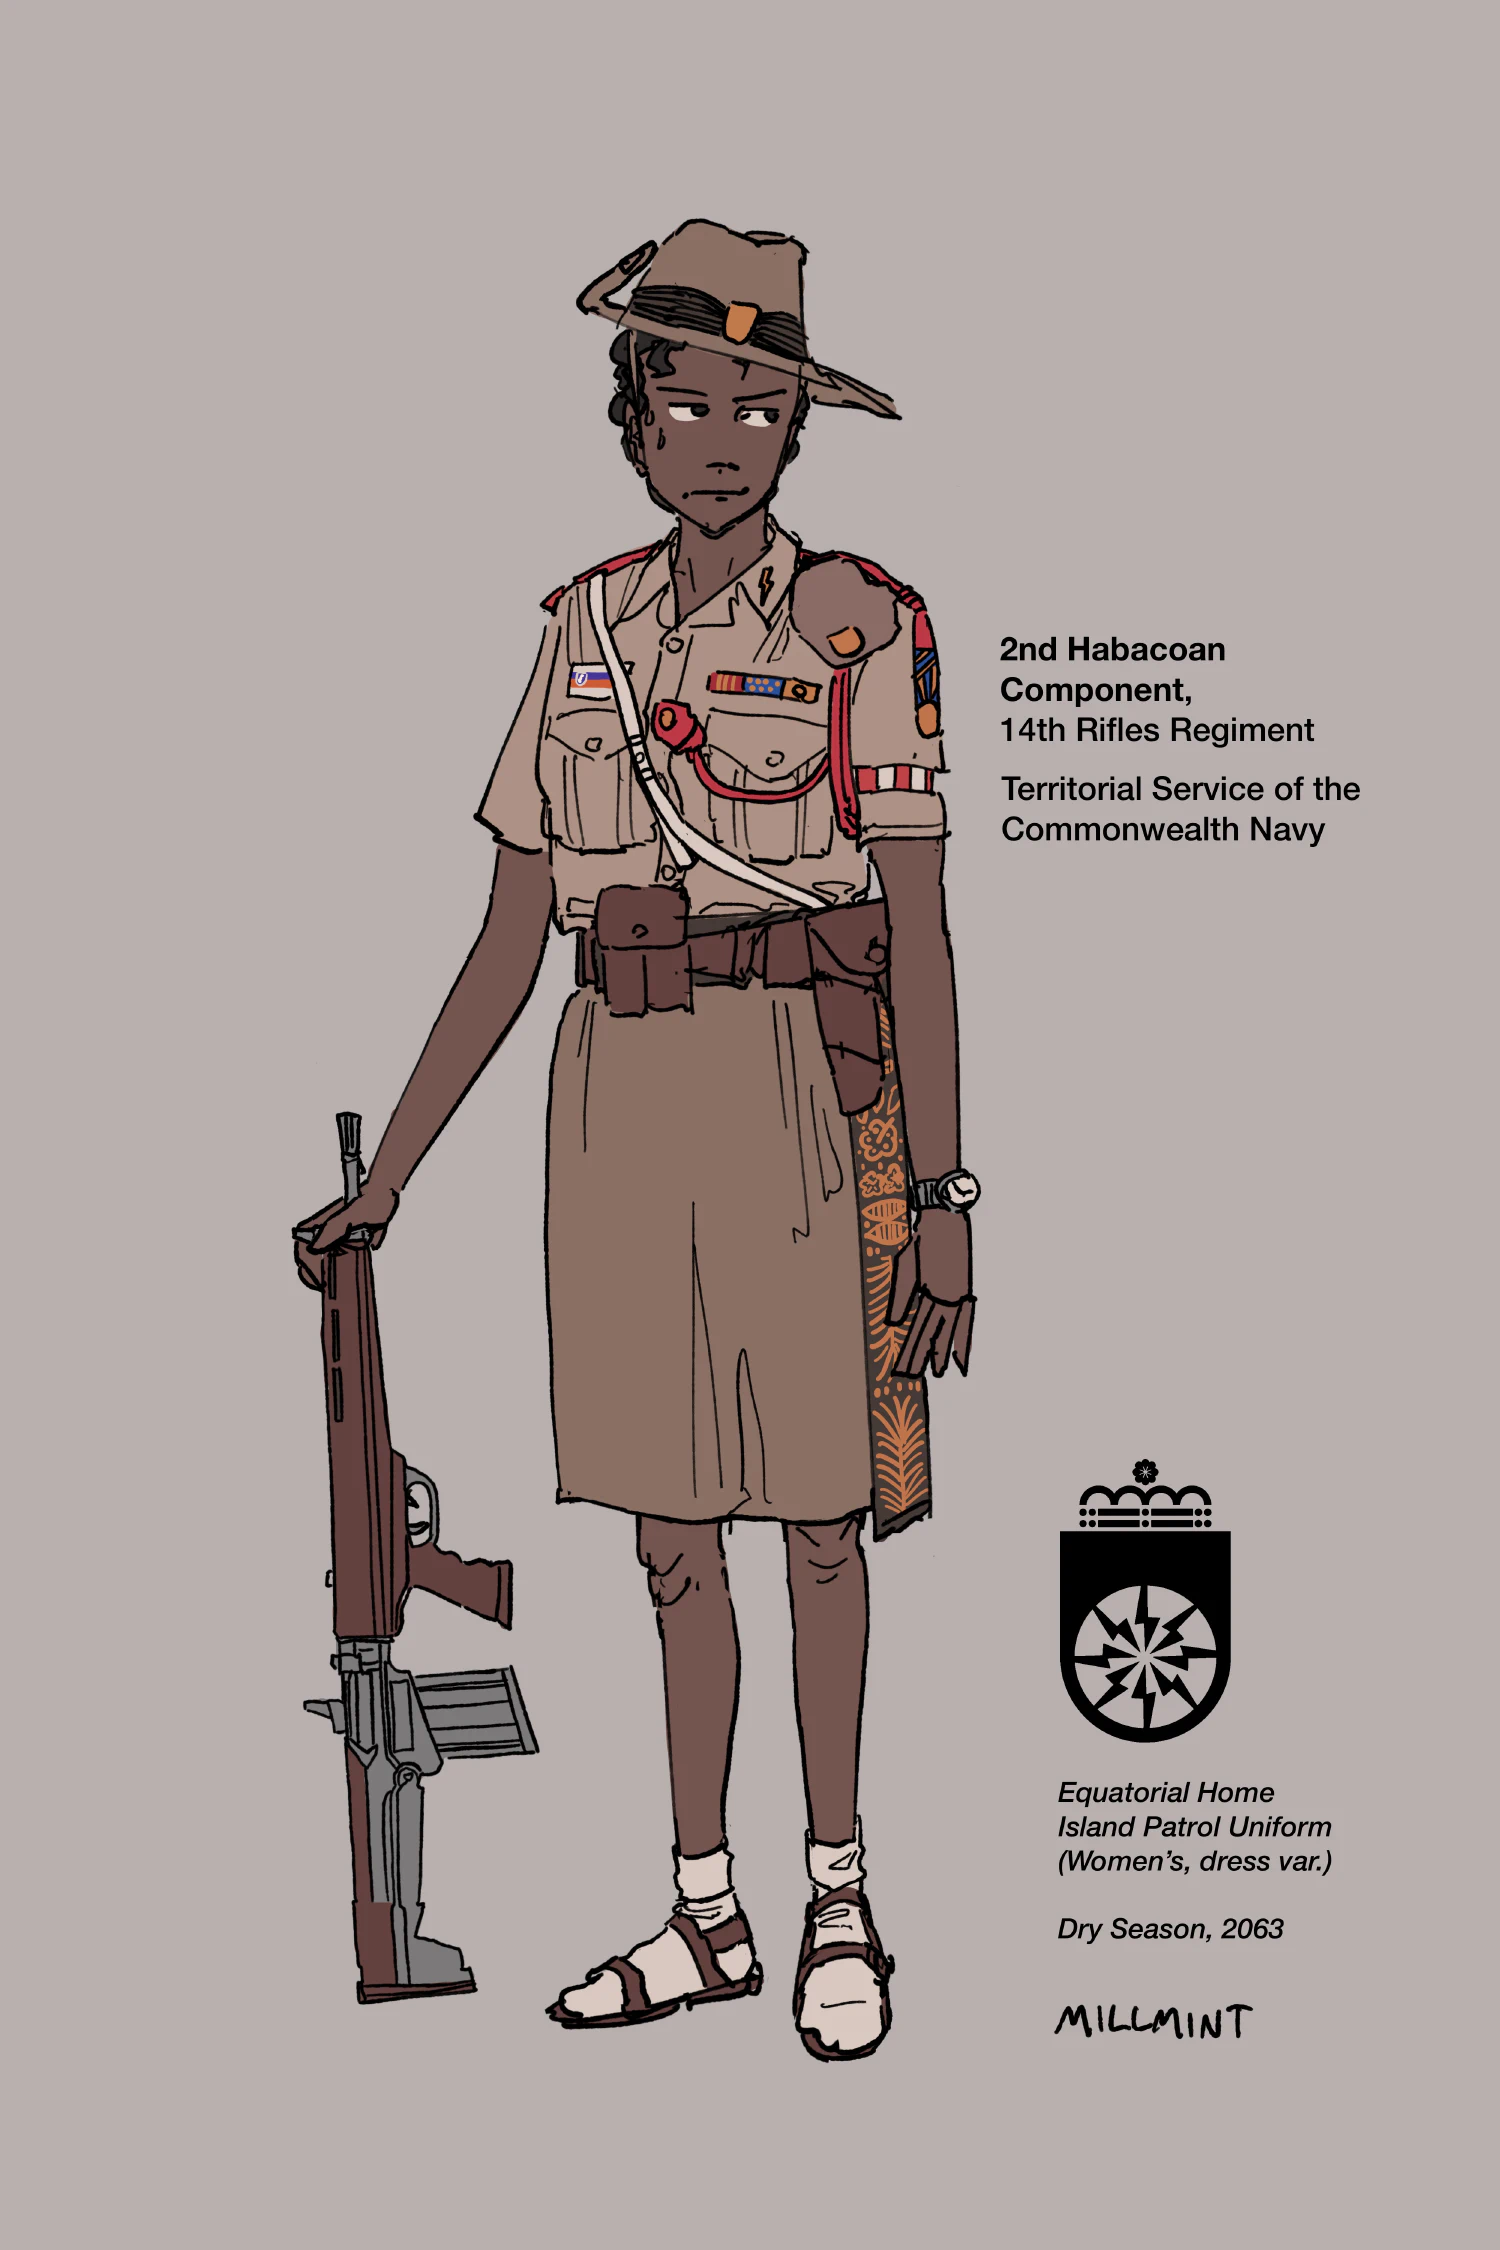 2nd Habacoan
Component,
14th Rifles Regiment
Territorial Service of the
Commonwealth Navy
Equatorial Home
Island Patrol Uniform
(Women's, dress var.)
Dry Season, 2063
MILLMINT